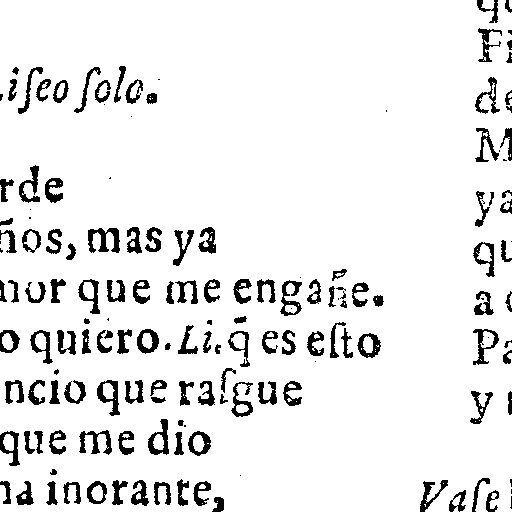 iſeo ſolo.
rde
ños, mas ya
mor que me engañe.
o quiero. Li. q̃ es eſto
ncio que raſgue
que me dio
na inorante,
Fi
de
M
ya
qu
a
Pa
y
Vaſe